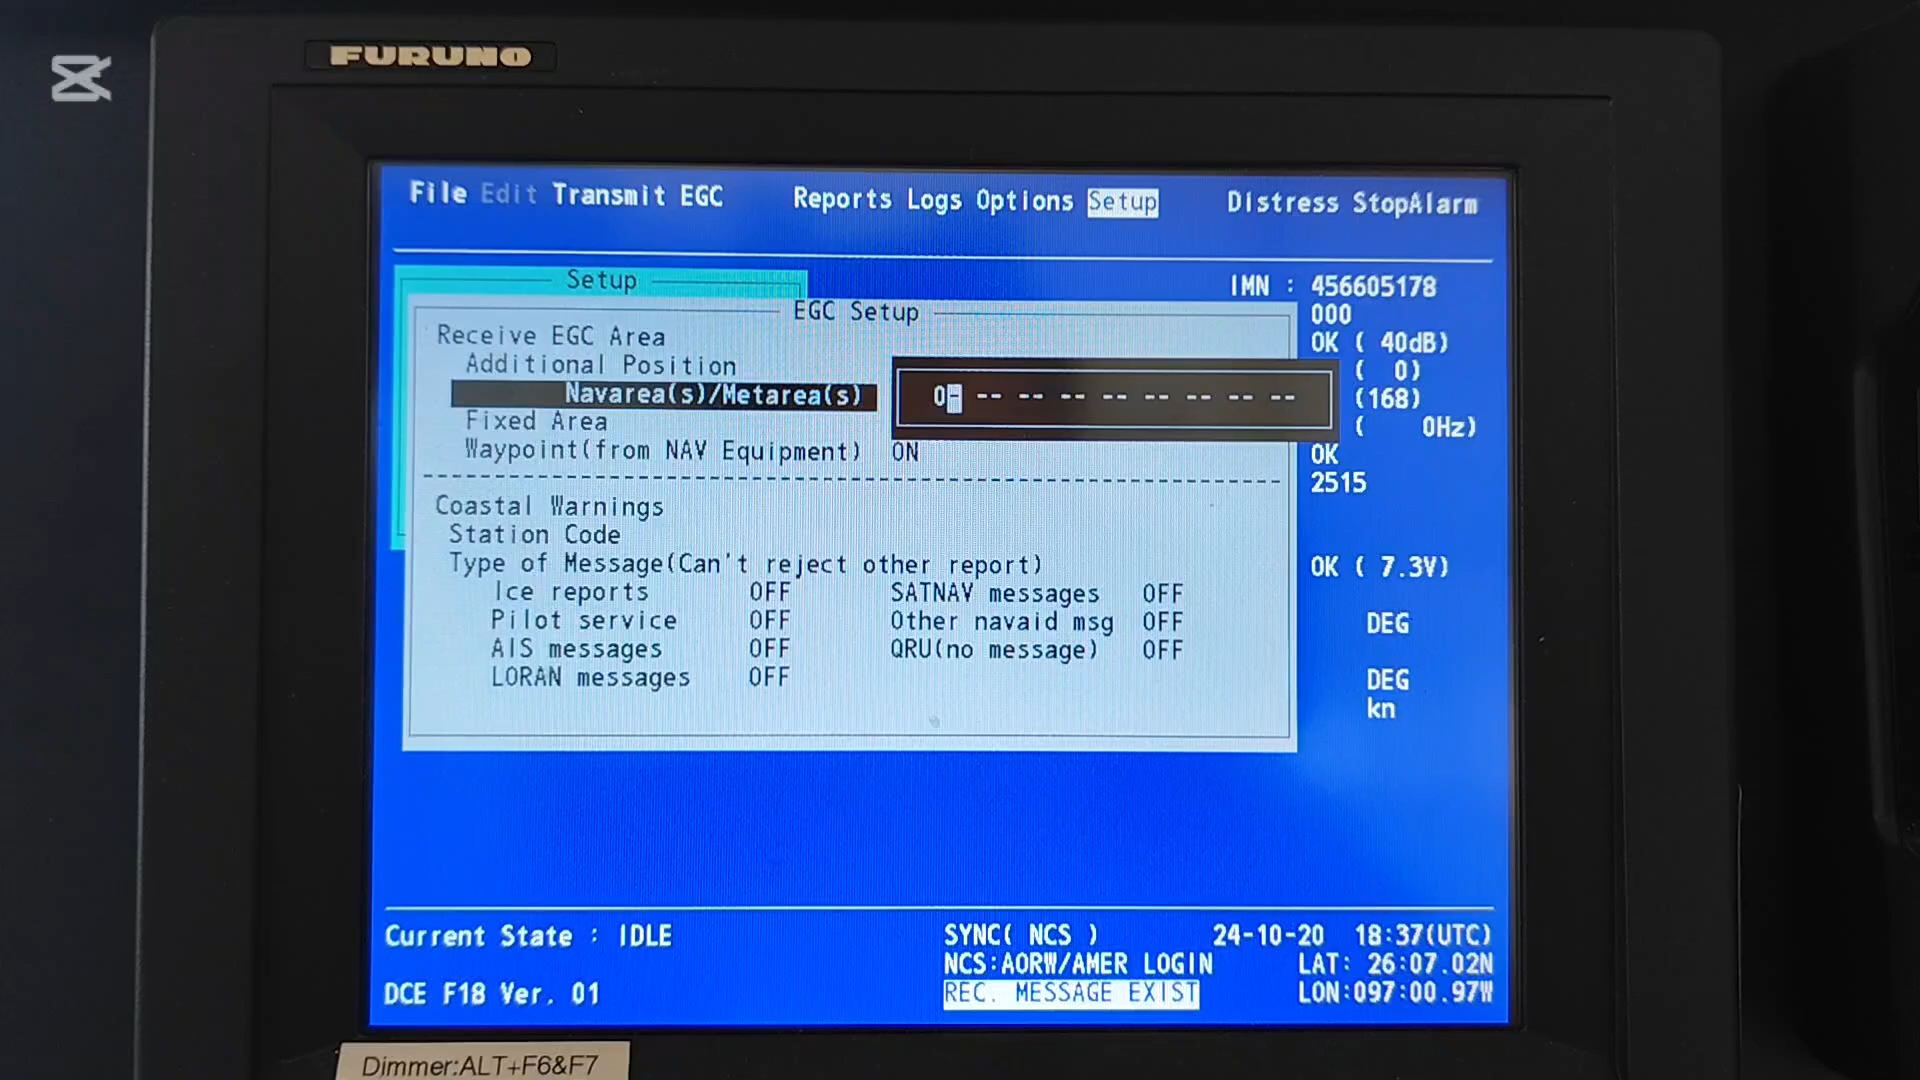 FURUNO
File Edit Transmit EGC Reports Logs Options Setup Distress StopAlarm
Setup
IMN : 456605178
EGC Setup
000
Receive EGC Area
OK ( 40dB)
Additional Position
( 0)
Navarea(s)/Metarea(s)
0- -- -- -- -- -- -- -- --
(168)
Fixed Area
( 0Hz)
Waypoint(from NAV Equipment) ON
OK
2515
Coastal Warnings
Station Code
Type of Message(Can't reject other report)
OK ( 7.3V)
Ice reports OFF SATNAV messages OFF
Pilot service OFF Other navaid msg OFF
DEG
AIS messages OFF QRU(no message) OFF
LORAN messages OFF
DEG
kn
Current State : IDLE SYNC( NCS ) 24-10-20 18:37(UTC)
NCS:AORW/AMER LOGIN LAT: 26:07.02N
DCE F18 Ver. 01 REC. MESSAGE EXIST LON:097:00.97W
Dimmer:ALT+F6&F7